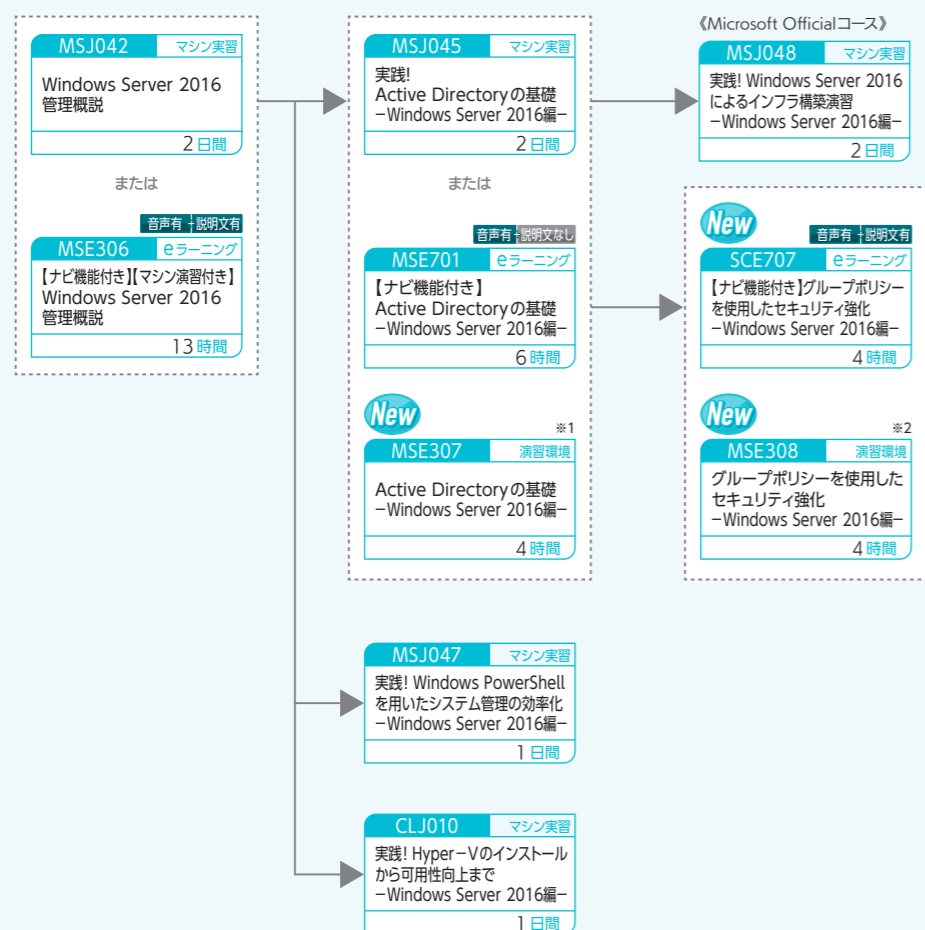 MSJ042 マシン実習
Windows Server 2016
管理概説
2日間
または
音声有 説明文有
MSE306 eラーニング
【ナビ機能付き】【マシン演習付き】
Windows Server 2016
管理概説
13時間
MSJ045 マシン実習
実践!
Active Directoryの基礎
−Windows Server 2016編−
2日間
または
音声有 説明文なし
MSE701 eラーニング
【ナビ機能付き】
Active Directoryの基礎
−Windows Server 2016編−
6時間
New
※1
MSE307 演習環境
Active Directoryの基礎
−Windows Server 2016編−
4時間
《Microsoft Officialコース》
MSJ048 マシン実習
実践! Windows Server 2016
によるインフラ構築演習
−Windows Server 2016編−
2日間
New
音声有 説明文有
SCE707 eラーニング
【ナビ機能付き】グループポリシー
を使用したセキュリティ強化
−Windows Server 2016編−
4時間
New
※2
MSE308 演習環境
グループポリシーを使用した
セキュリティ強化
−Windows Server 2016編−
4時間
MSJ047 マシン実習
実践! Windows PowerShell
を用いたシステム管理の効率化
−Windows Server 2016編−
1日間
CLJ010 マシン実習
実践! Hyper−Vのインストール
から可用性向上まで
−Windows Server 2016編−
1日間